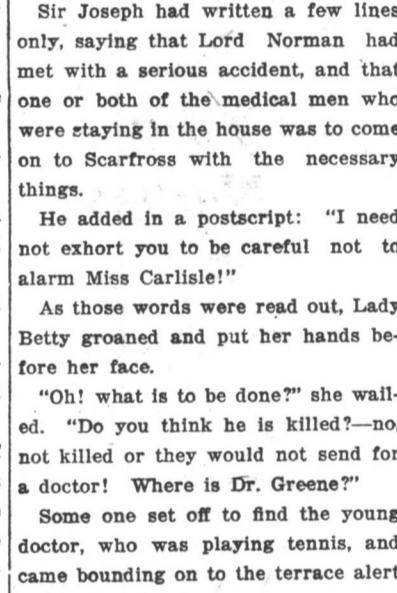 Sir Joseph had written a few lines
only, saying that Lord Norman had
met with a serious accident, and that
one or both of the medical men who
were staying in the house was to come
on to Scarfross with the necessary
things.
He added in a postscript: "I need
not exhort you to be careful not to
alarm Miss Carlisle!"
As those words were read out, Lady
Betty groaned and put her hands be-
fore her face.
"Oh! what is to be done?" she wail-
ed. "Do you think he is killed?—no,
not killed or they would not send for
a doctor! Where is Dr. Greene?"
Some one set off to find the young
doctor, who was playing tennis, and
came bounding on to the terrace alert